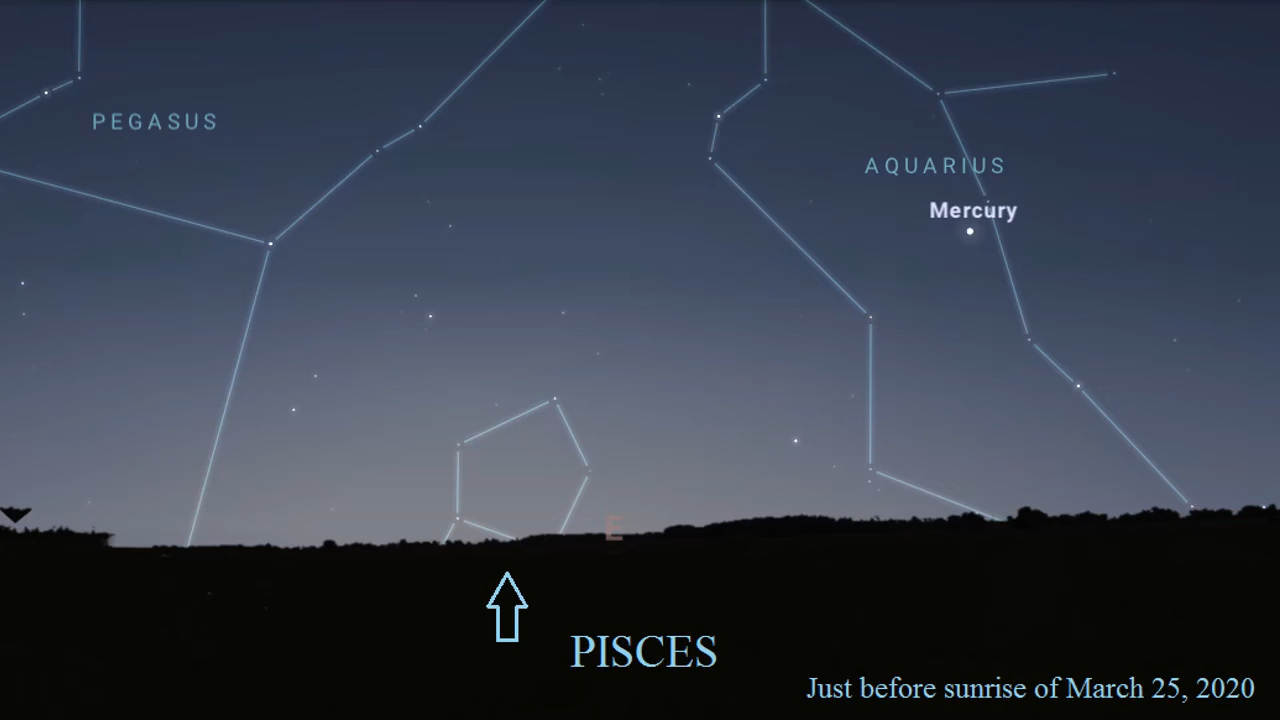 PEGASUS
AQUARIUS
Mercury
E
PISCES
Just before sunrise of March 25, 2020